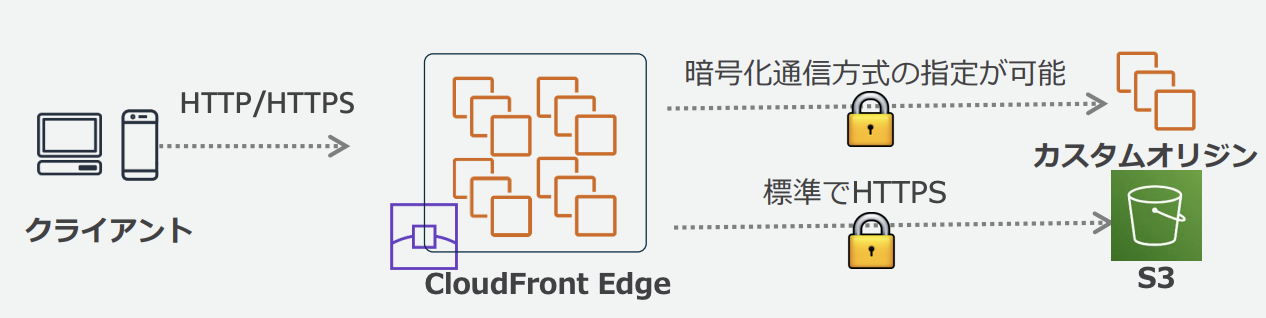 HTTP/HTTPS
クライアント
CloudFront Edge
暗号化通信方式の指定が可能
カスタムオリジン
標準でHTTPS
S3